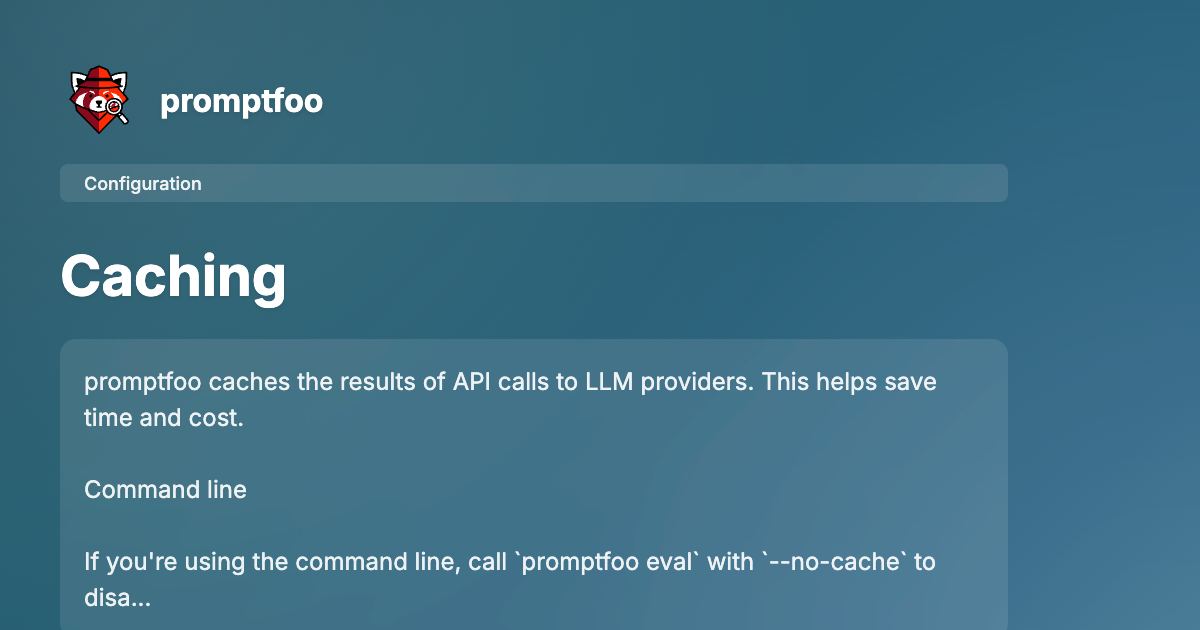 promptfoo
Configuration
Caching
promptfoo caches the results of API calls to LLM providers. This helps save
time and cost.
Command line
If you're using the command line, call `promptfoo eval` with `--no-cache` to
disa...